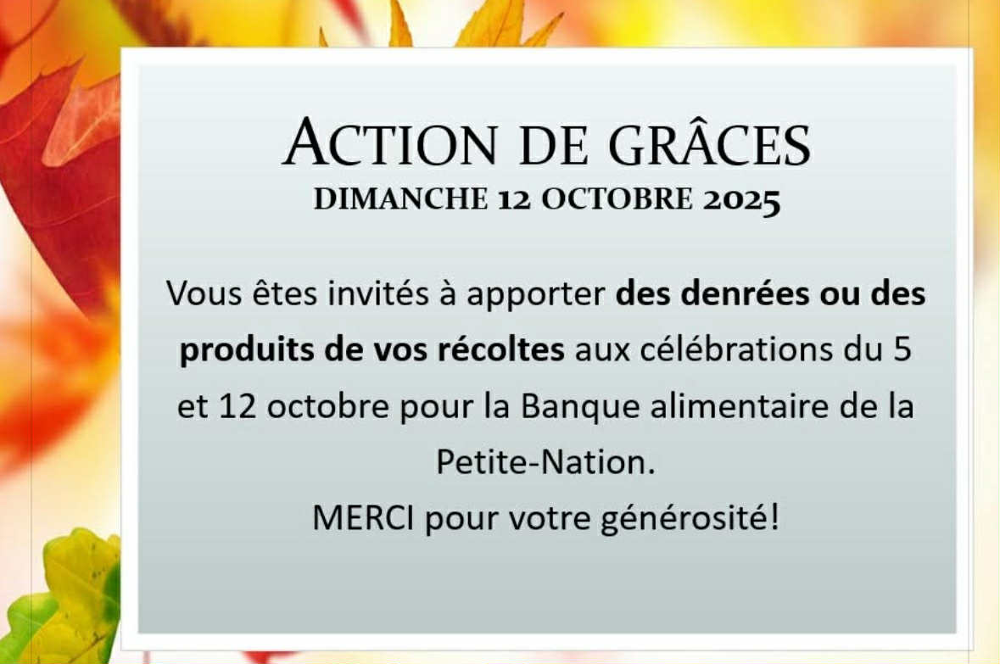 ACTION DE GRÂCES
DIMANCHE 12 OCTOBRE 2025
Vous êtes invités à apporter des denrées ou des
produits de vos récoltes aux célébrations du 5
et 12 octobre pour la Banque alimentaire de la
Petite-Nation.
MERCI pour votre générosité!